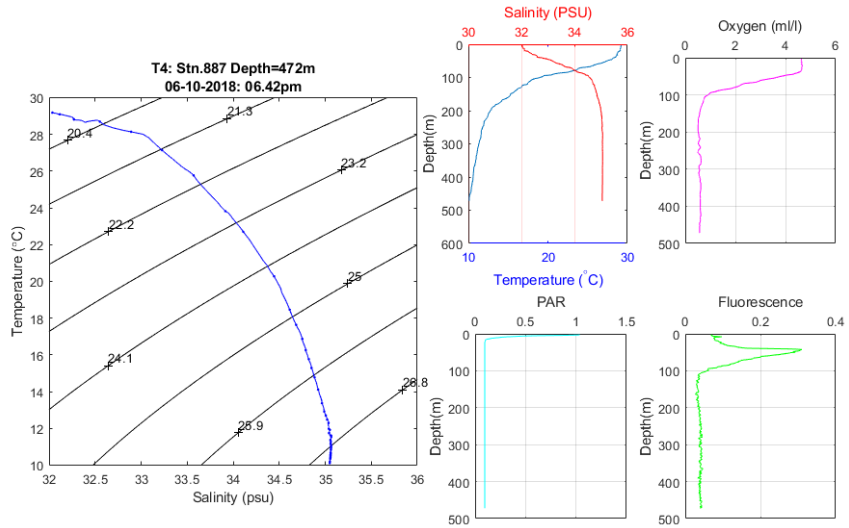 T4: Stn.887 Depth=472m
06-10-2018: 06.42pm
30
28
26
24
22
20
18
16
14
12
10
Temperature (°C)
20.4
21.3
22.2
23.2
24.1
25
25.9
26.8
32 32.5 33 33.5 34 34.5 35 35.5 36
Salinity (psu)
Salinity (PSU)
30 32 34 36
0
100
200
300
400
500
600
Depth(m)
10 20 30
Temperature (°C)
Oxygen (ml/l)
0 2 4 6
0
100
200
300
400
500
Depth(m)
PAR
0 0.5 1 1.5
0
100
200
300
400
500
Depth(m)
Fluorescence
0 0.2 0.4
0
100
200
300
400
500
Depth(m)